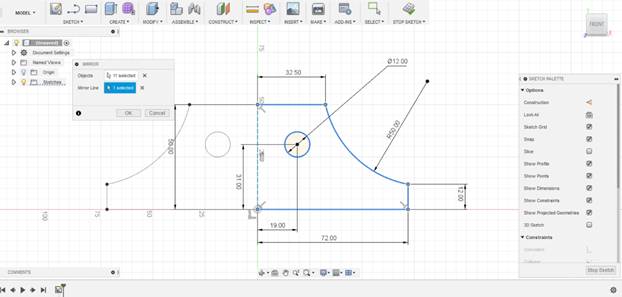 MODEL
SKETCH
CREATE
MODIFY
ASSEMBLE
CONSTRUCT
INSPECT
INSERT
MAKE
ADD-INS
SELECT
STOP SKETCH
FRONT
BROWSER
(Unsaved)
Document Settings
Named Views
Origin
Sketches
MIRROR
Objects
11 selected
Mirror Line
1 selected
OK
Cancel
75
Ø12.00
32.50
50
R50.00
50.00
31.00
12.00
19.00
72.00
100
75
50
25
SKETCH PALETTE
Options
Construction
Look At
Sketch Grid
Snap
Slice
Show Profile
Show Points
Show Dimensions
Show Constraints
Show Projected Geometries
3D Sketch
Constraints
Coincident
Stop Sketch
COMMENTS